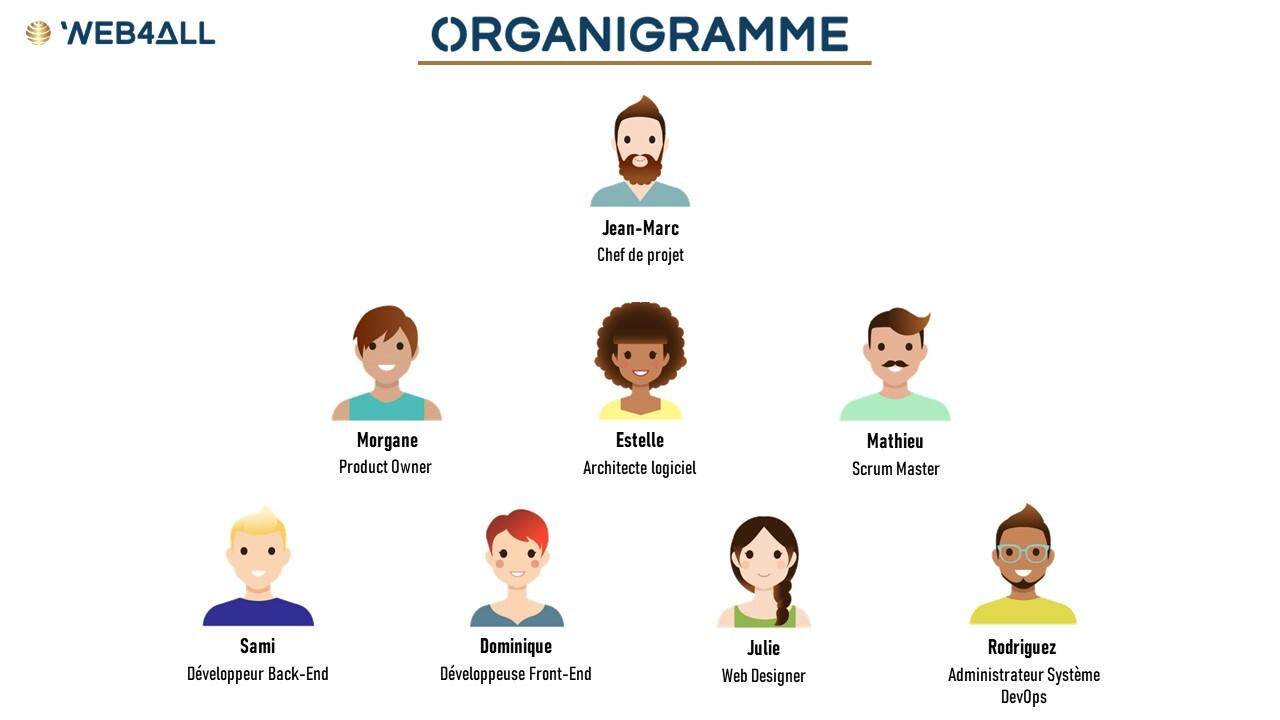 WEB4ALL
ORGANIGRAMME
Jean-Marc
Chef de projet
Morgane
Product Owner
Estelle
Architecte logiciel
Mathieu
Scrum Master
Sami
Développeur Back-End
Dominique
Développeuse Front-End
Julie
Web Designer
Rodriguez
Administrateur Système
DevOps